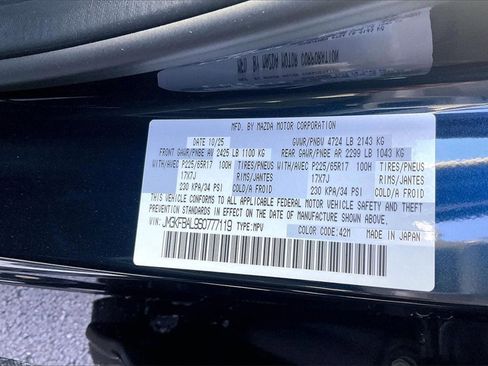 MFD. BY MAZDA MOTOR CORPORATION
DATE 10/25 GVWR/PNBV 4724 LB 2143 KG
FRONT GAWR/PNBE AV 2425 LB 1100 KG REAR GAWR/PNBE AR 2299 LB 1043 KG
WITH/AVEC P225/65R17 100H TIRES/PNEUS WITH/AVEC P225/65R17 100H TIRES/PNEUS
17X7J RIMS/JANTES 17X7J RIMS/JANTES
230 KPA/34 PSI COLD/A FROID 230 KPA/34 PSI COLD/A FROID
THIS VEHICLE CONFORMS TO ALL APPLICABLE FEDERAL MOTOR VEHICLE SAFETY AND THEFT
PREVENTION STANDARDS IN EFFECT ON THE DATE OF MANUFACTURE SHOWN ABOVE.
VIN: JM3KFBAL9S0777119 TYPE:MPV COLOR CODE:42M MADE IN JAPAN